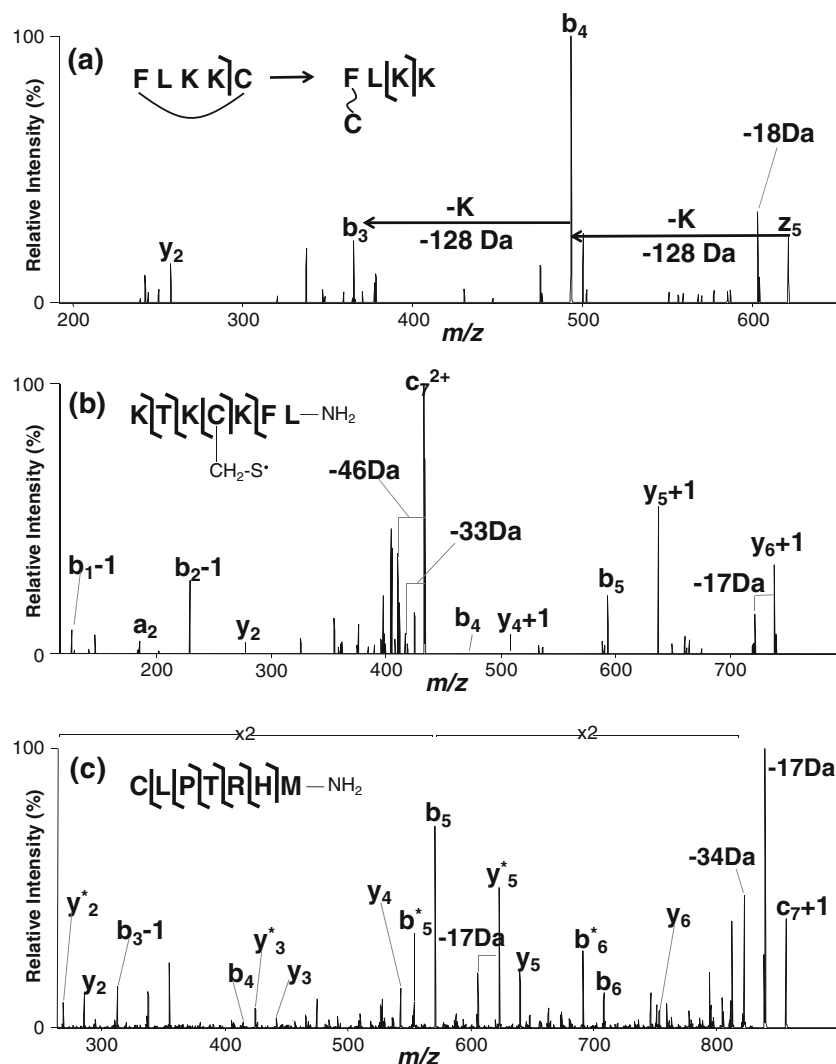 100
(a)
F L K K C
F L K K
C
b₄
-18Da
-K
-128 Da
-K
-128 Da
z₅
b₃
y₂
0
Relative Intensity (%)
200 300 400 500 600
m/z
100
(b)
K T K C K F L — NH₂
CH₂-S•
c₇²⁺
-46Da
-33Da
y₅+1
y₆+1
-17Da
b₁-1
b₂-1
a₂
y₂
b₄
y₄+1
b₅
0
Relative Intensity (%)
200 300 400 500 600 700
m/z
x2 x2
100
(c)
C L P T R H M — NH₂
-17Da
b₅
-34Da
c₇+1
y*₂
y₂
b₃-1
b₄
y*₃
y₃
y₄
b*₅
-17Da
y*₅
y₅
b*₆
b₆
y₆
0
Relative Intensity (%)
300 400 500 600 700 800
m/z